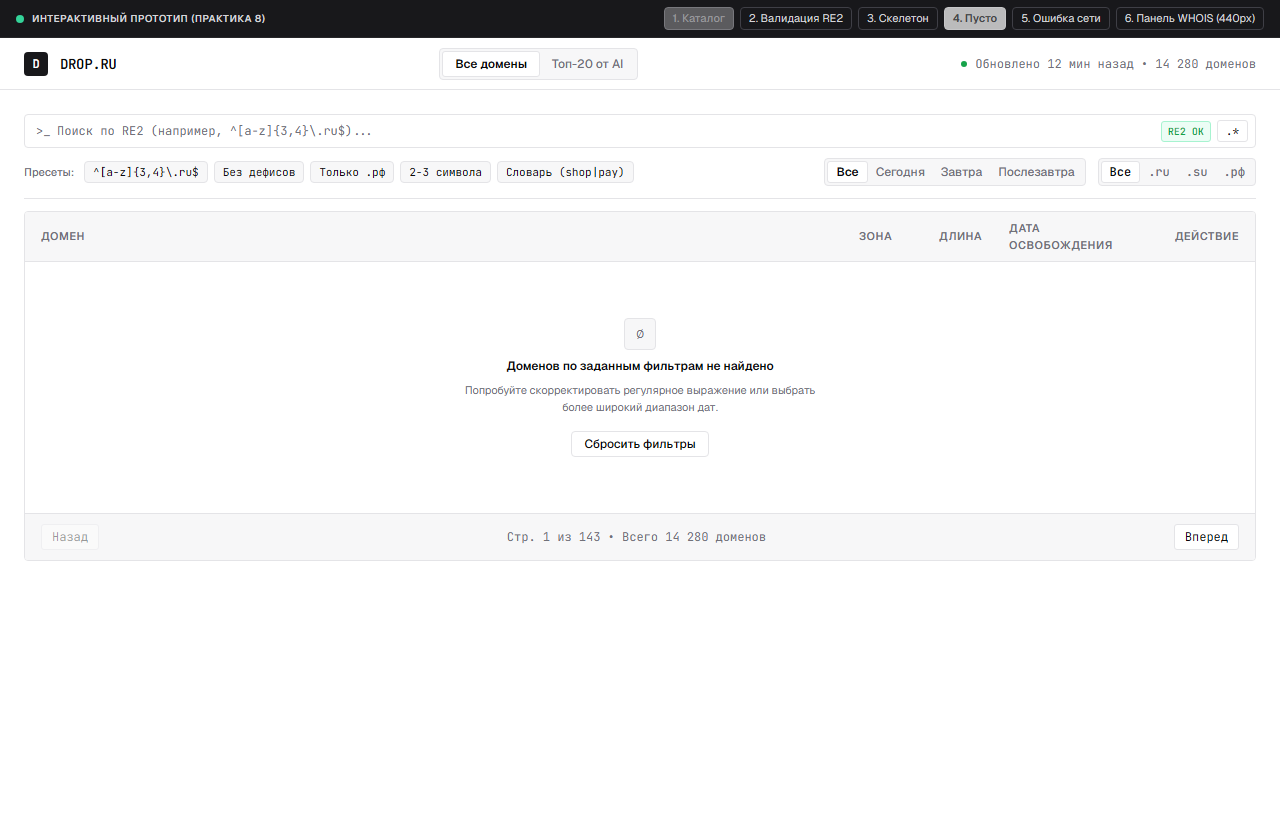 ИНТЕРАКТИВНЫЙ ПРОТОТИП (ПРАКТИКА 8)
1. Каталог
2. Валидация RE2
3. Скелетон
4. Пусто
5. Ошибка сети
6. Панель WHOIS (440px)
D
DROP.RU
Все домены
Топ-20 от AI
Обновлено 12 мин назад • 14 280 доменов
>_ Поиск по RE2 (например, ^[a-z]{3,4}\.ru$)...
RE2 OK
.*
Пресеты:
^[a-z]{3,4}\.ru$
Без дефисов
Только .рф
2-3 символа
Словарь (shop|pay)
Все
Сегодня
Завтра
Послезавтра
Все
.ru
.su
.рф
ДОМЕН
ЗОНА
ДЛИНА
ДАТА
ОСВОБОЖДЕНИЯ
ДЕЙСТВИЕ
Ø
Доменов по заданным фильтрам не найдено
Попробуйте скорректировать регулярное выражение или выбрать
более широкий диапазон дат.
Сбросить фильтры
Назад
Стр. 1 из 143 • Всего 14 280 доменов
Вперед